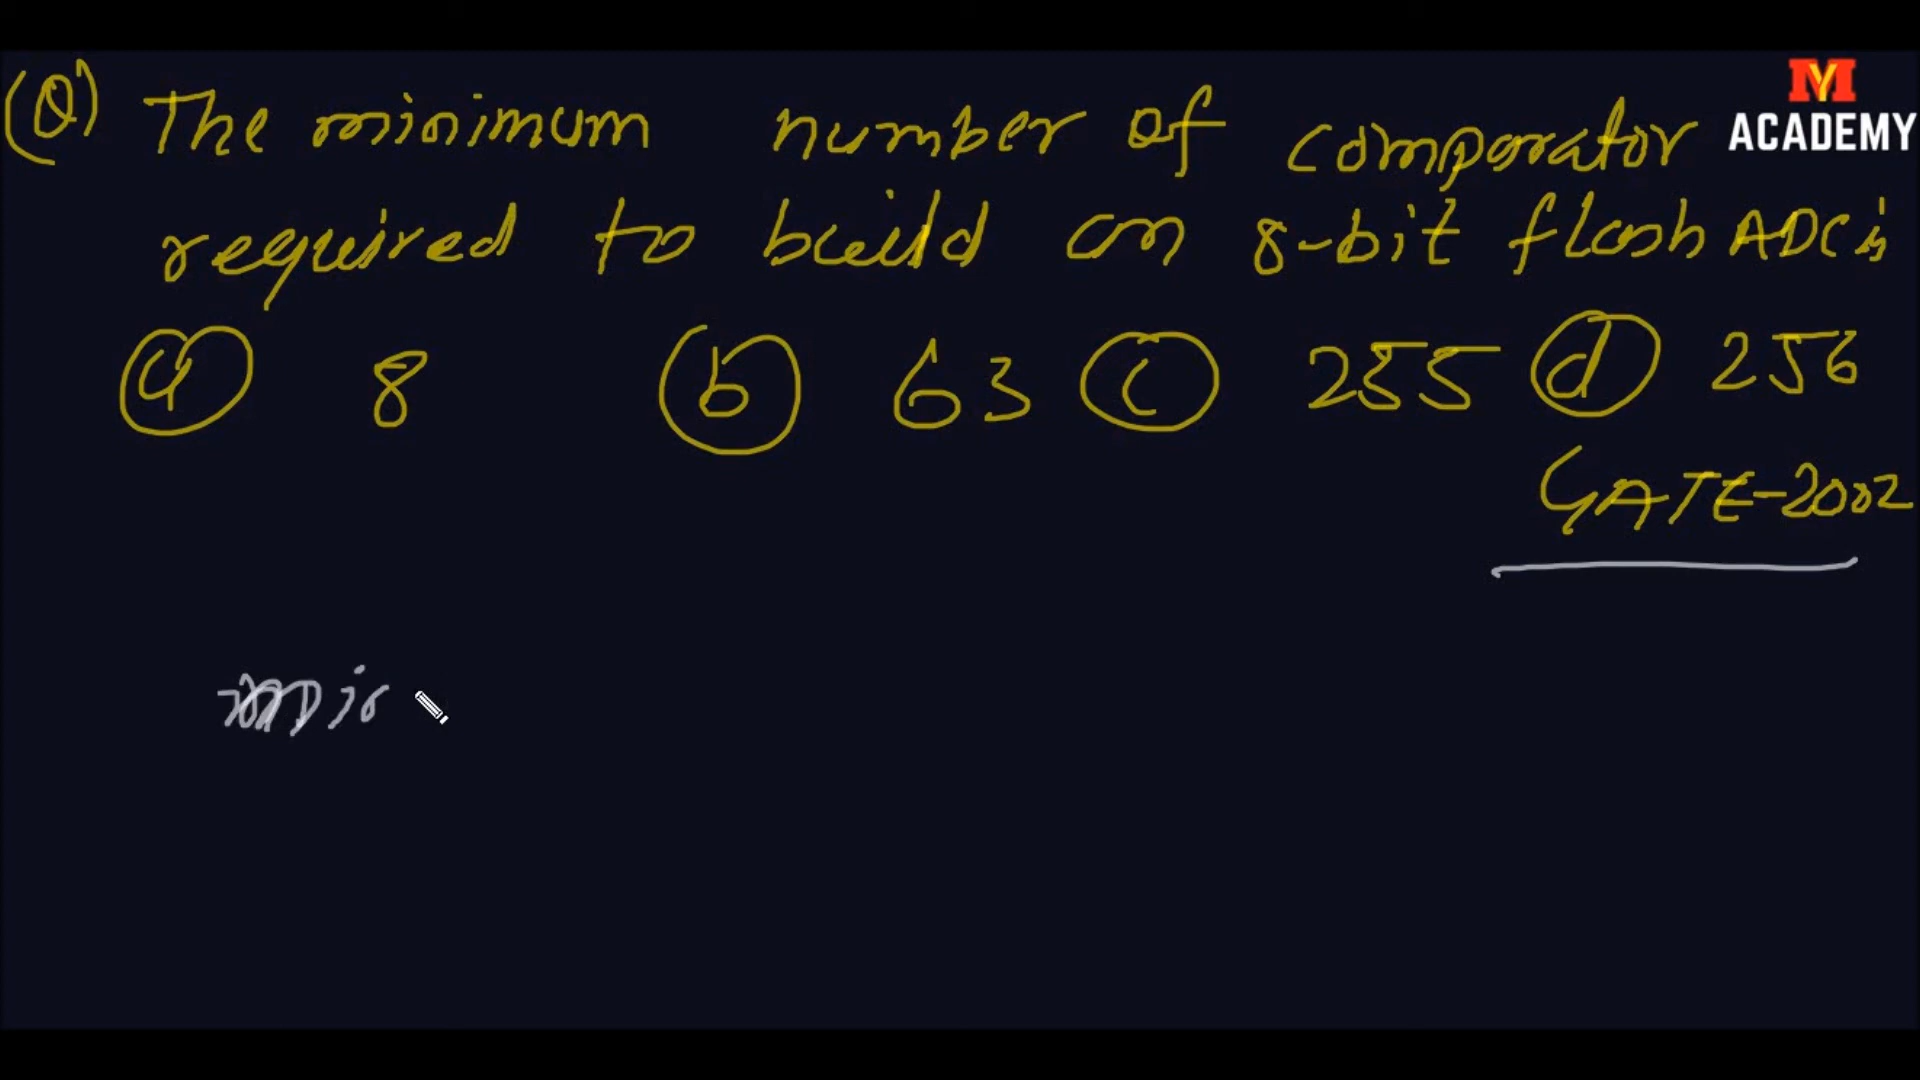 (Q) The minimum number of comparator
required to build an 8-bit flash ADC is
(a) 8 (b) 63 (c) 255 (d) 256
GATE-2002
M
ACADEMY